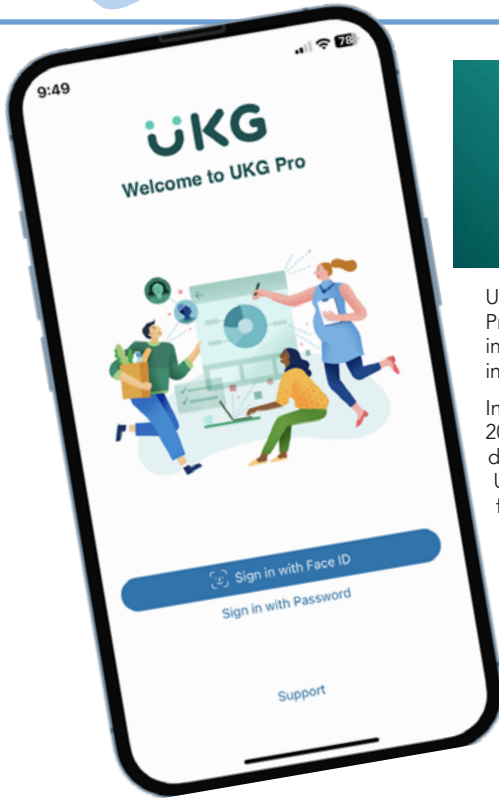 9:49
78
UKG
Welcome to UKG Pro
Sign in with Face ID
Sign in with Password
Support